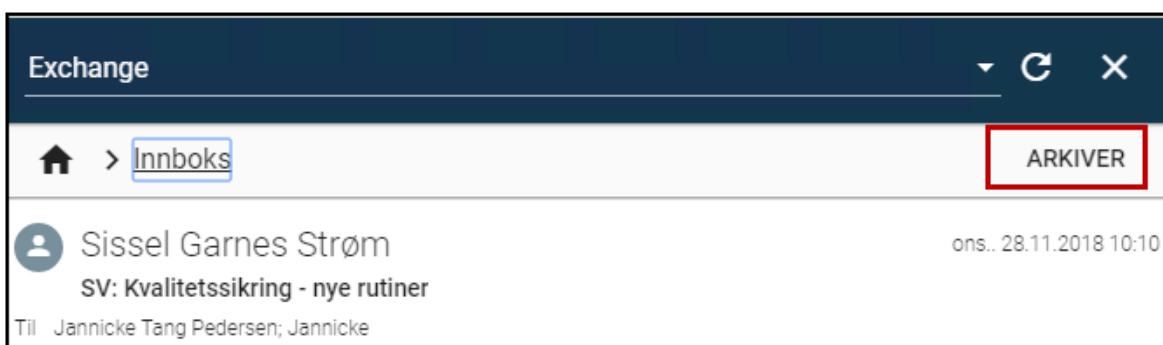 Exchange
> Innboks
ARKIVER
Sissel Garnes Strøm
ons.. 28.11.2018 10:10
SV: Kvalitetssikring - nye rutiner
Til Jannicke Tang Pedersen; Jannicke